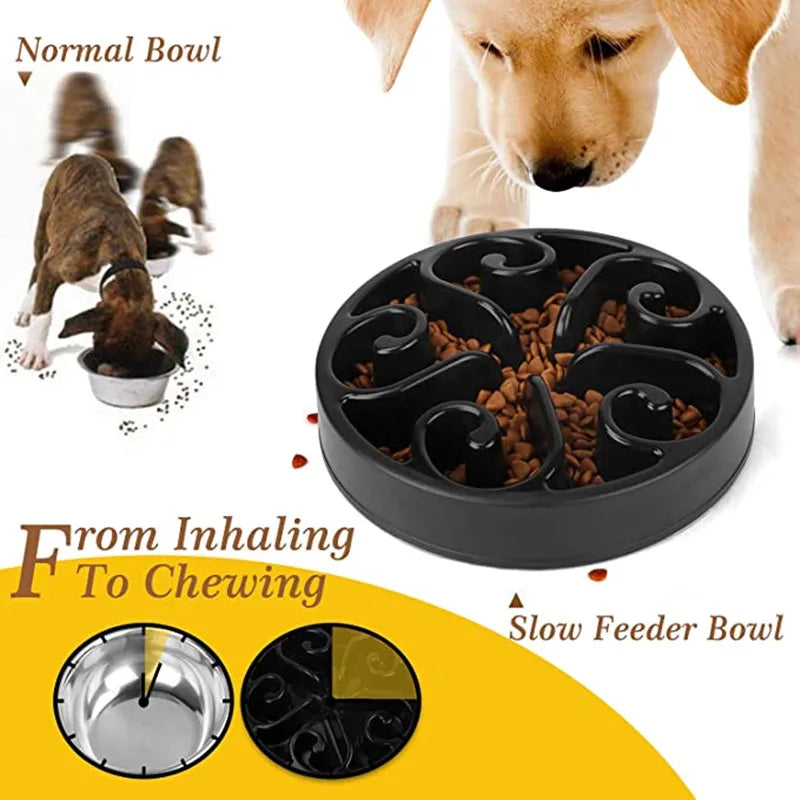 Normal Bowl
From Inhaling
To Chewing
Slow Feeder Bowl